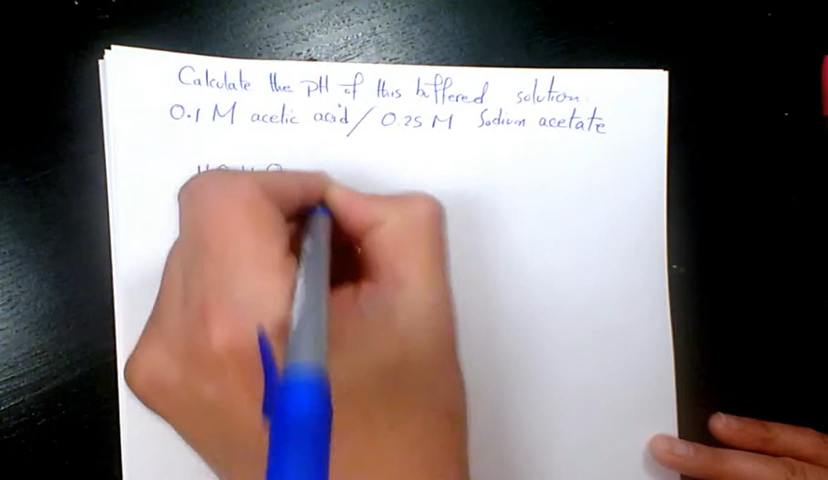 Calculate the pH of this buffered solution.
0.1 M acetic acid / 0.25 M Sodium acetate